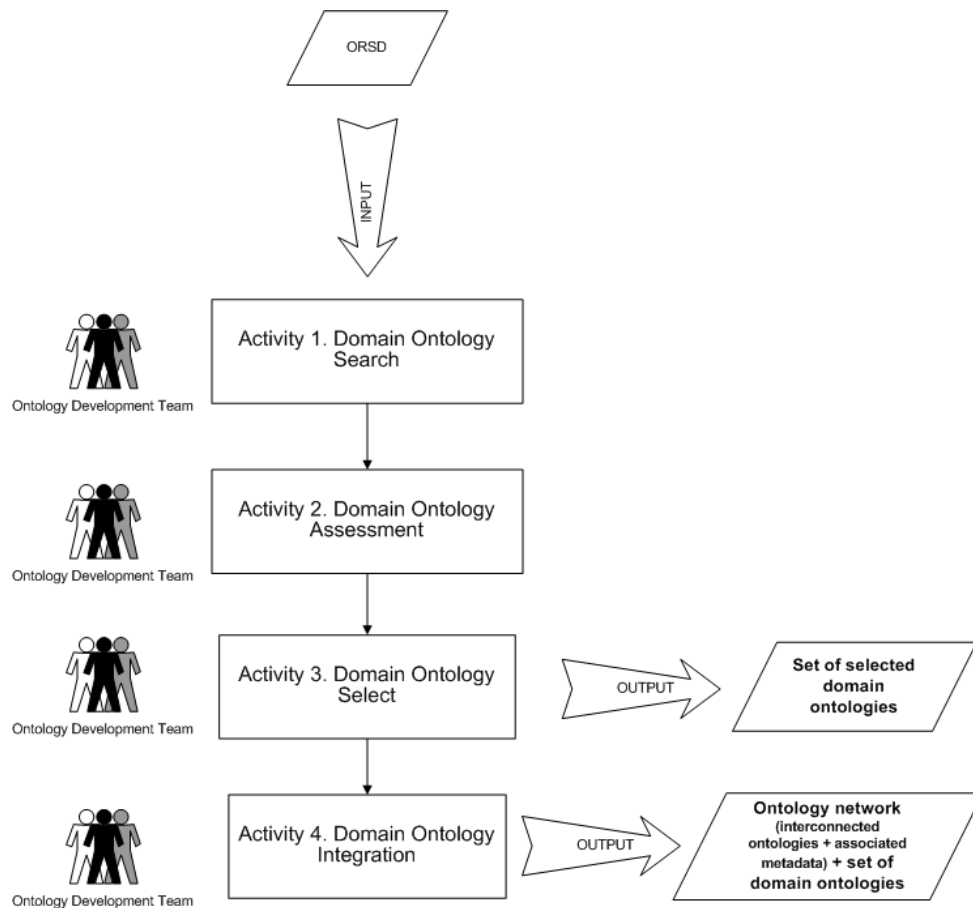 ORSD
INPUT
Activity 1. Domain Ontology
Search
Ontology Development Team
Activity 2. Domain Ontology
Assessment
Ontology Development Team
Activity 3. Domain Ontology
Select
Ontology Development Team
OUTPUT
Set of selected
domain
ontologies
Activity 4. Domain Ontology
Integration
Ontology Development Team
OUTPUT
Ontology network
(interconnected
ontologies + associated
metadata) + set of
domain ontologies